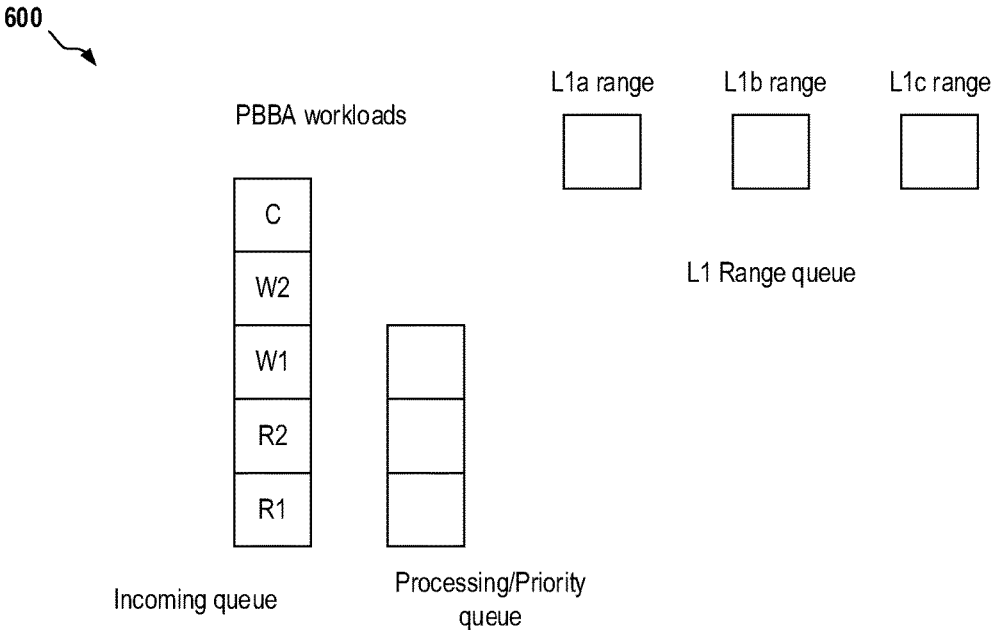 600
L1a range
L1b range
L1c range
PBBA workloads
C
W2
L1 Range queue
W1
R2
R1
Incoming queue
Processing/Priority
queue